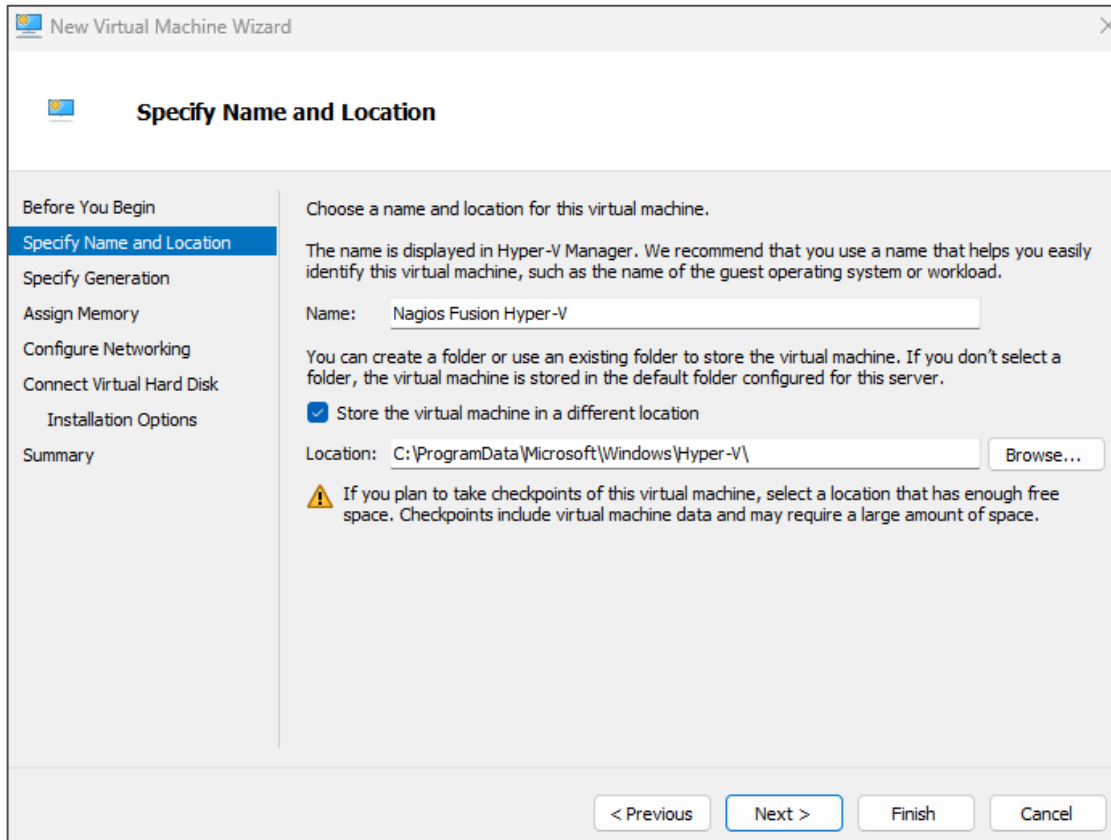 New Virtual Machine Wizard
Specify Name and Location
Before You Begin
Specify Name and Location
Specify Generation
Assign Memory
Configure Networking
Connect Virtual Hard Disk
Installation Options
Summary
Choose a name and location for this virtual machine.
The name is displayed in Hyper-V Manager. We recommend that you use a name that helps you easily
identify this virtual machine, such as the name of the guest operating system or workload.
Name: Nagios Fusion Hyper-V
You can create a folder or use an existing folder to store the virtual machine. If you don't select a
folder, the virtual machine is stored in the default folder configured for this server.
Store the virtual machine in a different location
Location: C:\ProgramData\Microsoft\Windows\Hyper-V\ Browse...
If you plan to take checkpoints of this virtual machine, select a location that has enough free
space. Checkpoints include virtual machine data and may require a large amount of space.
< Previous Next > Finish Cancel